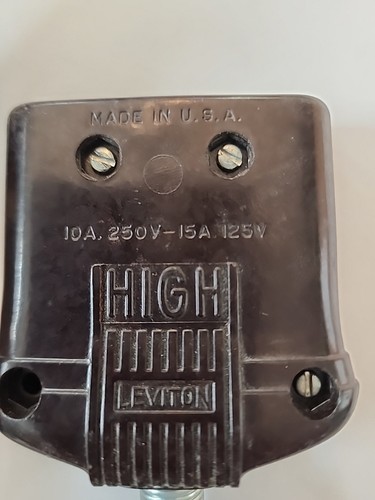 MADE IN U.S.A.
10A. 250V-15A. 125V
HIGH
LEVITON